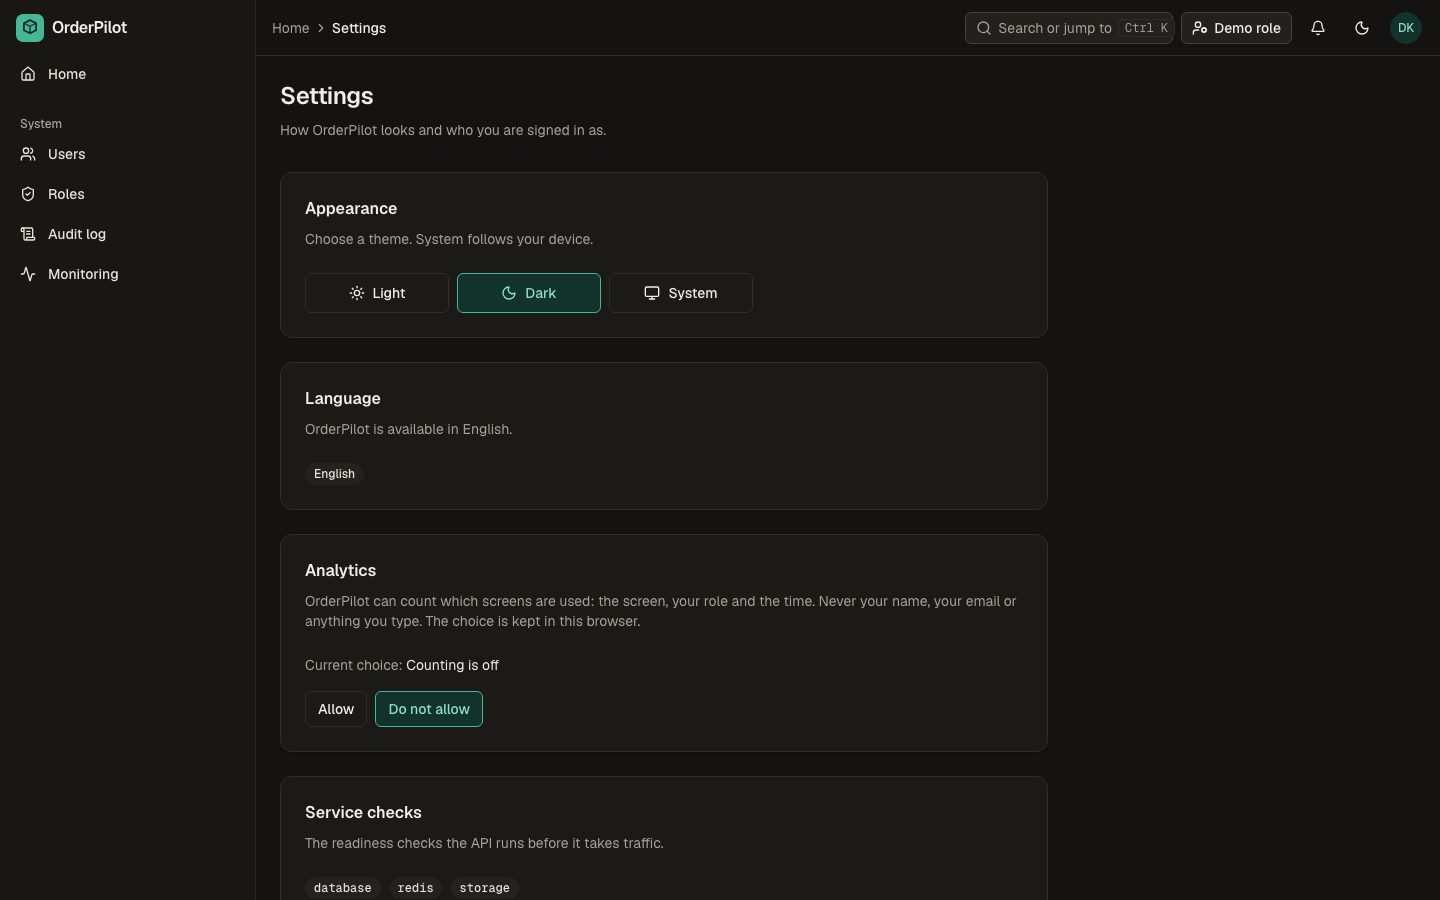 OrderPilot
Home
System
Users
Roles
Audit log
Monitoring
Home > Settings
Search or jump to Ctrl K
Demo role
DK
Settings
How OrderPilot looks and who you are signed in as.
Appearance
Choose a theme. System follows your device.
Light
Dark
System
Language
OrderPilot is available in English.
English
Analytics
OrderPilot can count which screens are used: the screen, your role and the time. Never your name, your email or
anything you type. The choice is kept in this browser.
Current choice: Counting is off
Allow
Do not allow
Service checks
The readiness checks the API runs before it takes traffic.
database
redis
storage